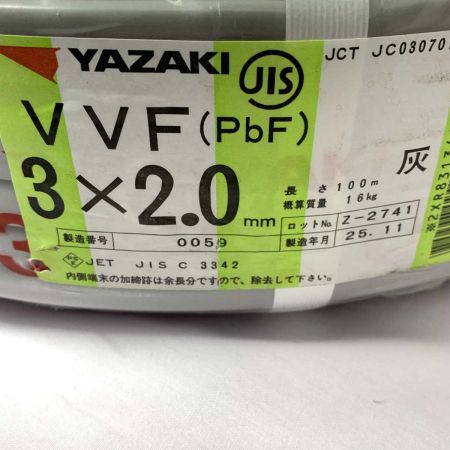 YAZAKI JIS JCT JC03070
VVF(PbF)
3×2.0mm
灰
長さ 100m
概算質量 16kg
ロットNo. Z-2741
製造番号 0059 製造年月 25.11
JET JIS C 3342
内側端末の加締跡は余長分ですので、除去して下さい。
3